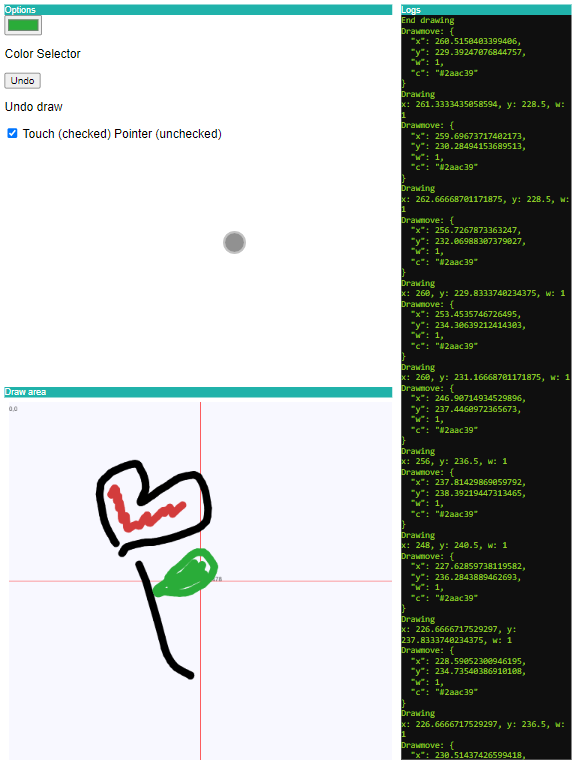 Options
Color Selector
Undo
Undo draw
Touch (checked) Pointer (unchecked)
Draw area
0,0
Logs
End drawing
Drawmove: {
"x": 260.5150403399406,
"y": 229.39247076844757,
"w": 1,
"c": "#2aac39"
}
Drawing
x: 261.3333435058594, y: 228.5, w:
1
Drawmove: {
"x": 259.69673717402173,
"y": 230.28494153689513,
"w": 1,
"c": "#2aac39"
}
Drawing
x: 262.66668701171875, y: 228.5, w:
1
Drawmove: {
"x": 256.7267873363247,
"y": 232.06988307379027,
"w": 1,
"c": "#2aac39"
}
Drawing
x: 260, y: 229.8333740234375, w: 1
Drawmove: {
"x": 253.4535746726495,
"y": 234.30639212414303,
"w": 1,
"c": "#2aac39"
}
Drawing
x: 260, y: 231.16668701171875, w: 1
Drawmove: {
"x": 246.90714934529896,
"y": 237.4460972365673,
"w": 1,
"c": "#2aac39"
}
Drawing
x: 256, y: 236.5, w: 1
Drawmove: {
"x": 237.81429869059792,
"y": 238.39219447313465,
"w": 1,
"c": "#2aac39"
}
Drawing
x: 248, y: 240.5, w: 1
Drawmove: {
"x": 227.62859738119582,
"y": 236.2843889462693,
"w": 1,
"c": "#2aac39"
}
Drawing
x: 226.6666717529297, y:
237.8333740234375, w: 1
Drawmove: {
"x": 228.59052300946195,
"y": 234.73540386910108,
"w": 1,
"c": "#2aac39"
}
Drawing
x: 226.6666717529297, y: 236.5, w:
1
Drawmove: {
"x": 230.51437426599418,